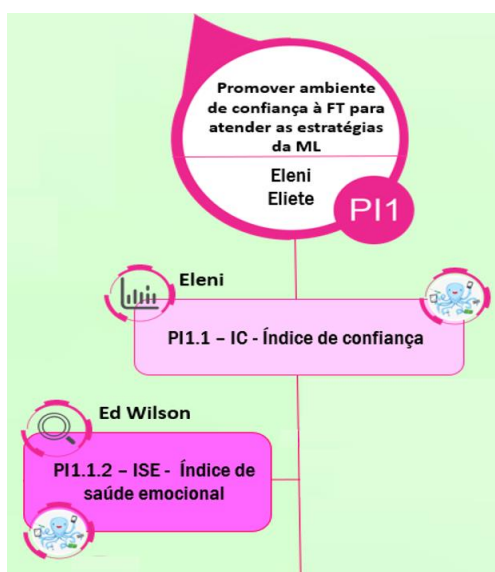 Promover ambiente
de confiança à FT para
atender as estratégias
da ML
Eleni
Eliete
PI1
Eleni
PI1.1 – IC - Índice de confiança
Ed Wilson
PI1.1.2 – ISE - Índice de
saúde emocional